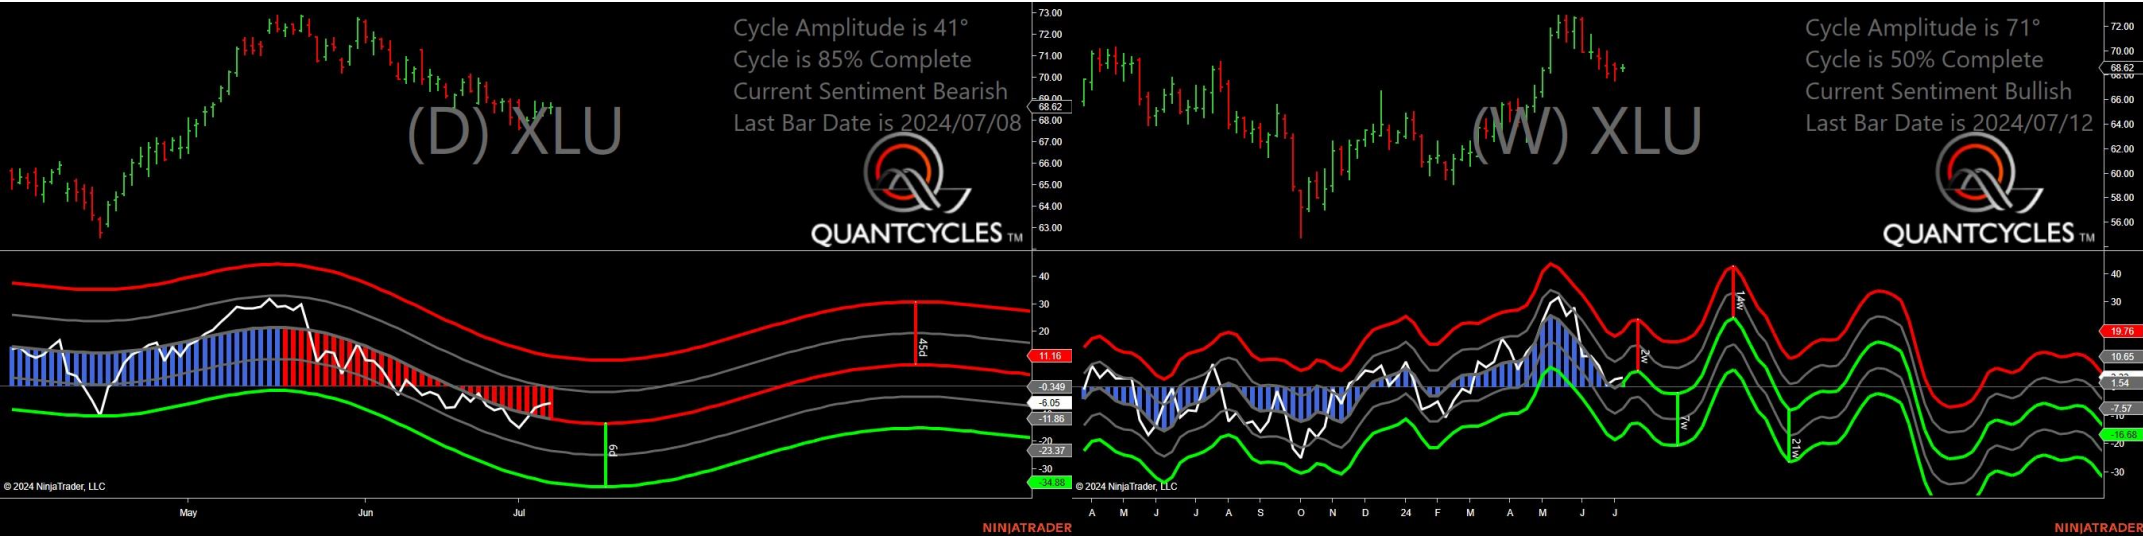 Cycle Amplitude is 41°
Cycle is 85% Complete
Current Sentiment Bearish
Last Bar Date is 2024/07/08
(D) XLU
QUANTCYCLES TM
73.00
72.00
71.00
70.00
69.00
68.62
68.00
67.00
66.00
65.00
64.00
63.00
40
30
20
11.16
-0.349
-6.05
-11.86
-20
-23.37
-30
-34.88
45d
6d
© 2024 NinjaTrader, LLC
May
Jun
Jul
NINJATRADER
Cycle Amplitude is 71°
Cycle is 50% Complete
Current Sentiment Bullish
Last Bar Date is 2024/07/12
(W) XLU
QUANTCYCLES TM
72.00
70.00
68.62
68.00
66.00
64.00
62.00
60.00
58.00
56.00
40
30
19.76
10.65
1.54
-7.57
-10
-16.68
-20
-30
2w
14w
7w
21w
© 2024 NinjaTrader, LLC
A M J J A S O N D 24 F M A M J J
NINJATRADER